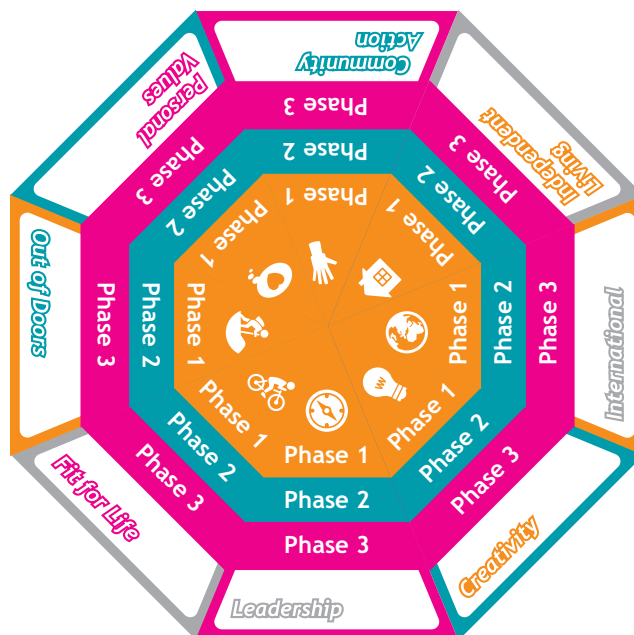 Community
Action
Phase 3
Phase 2
Phase 1
Independent
Living
Phase 3
Phase 2
Phase 1
International
Phase 3
Phase 2
Phase 1
Creativity
Phase 3
Phase 2
Phase 1
Leadership
Phase 3
Phase 2
Phase 1
Fit for Life
Phase 3
Phase 2
Phase 1
Out of Doors
Phase 3
Phase 2
Phase 1
Personal
Values
Phase 3
Phase 2
Phase 1